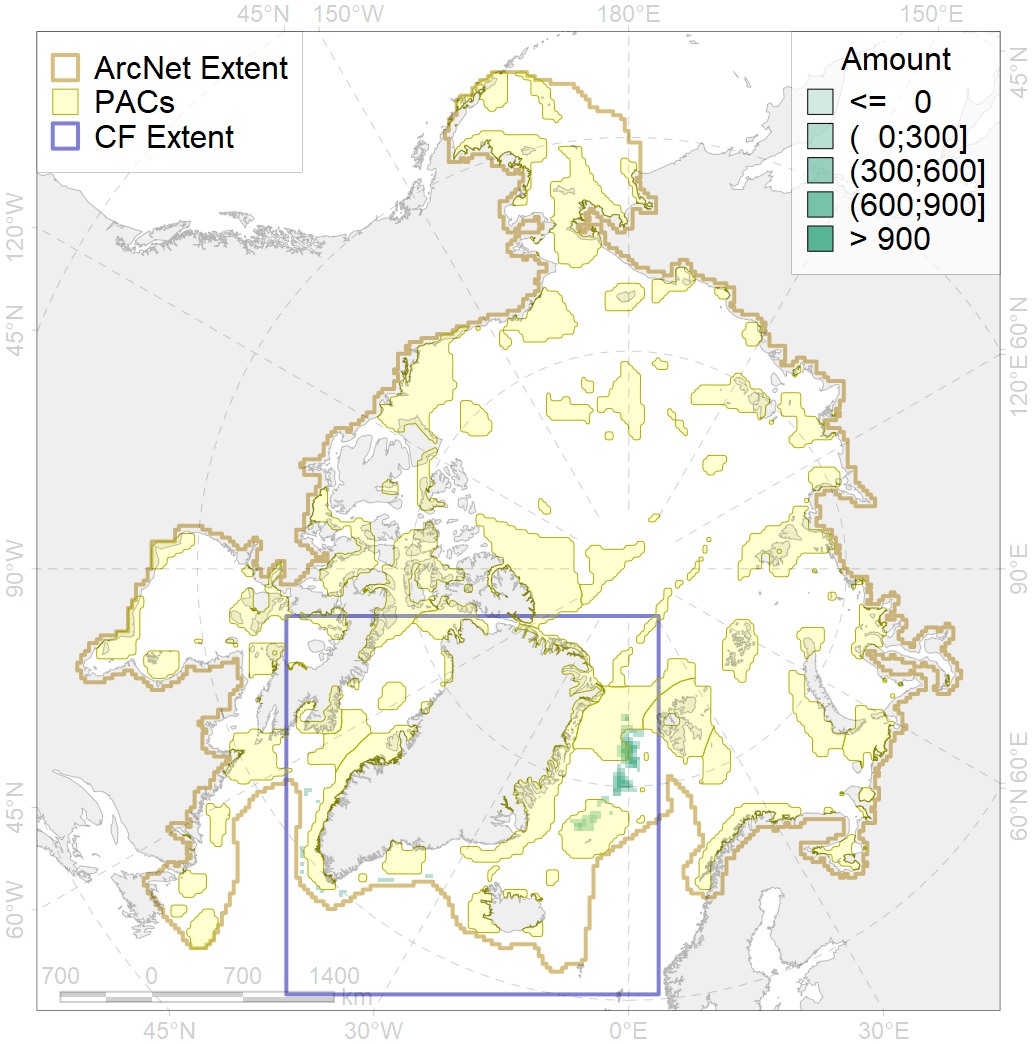 45°N 150°W 180°E 150°E
ArcNet Extent
PACs
CF Extent
Amount
<= 0
( 0;300]
(300;600]
(600;900]
> 900
120°W
45°N
90°W
45°N
60°W
45°N
60°N
120°E
90°E
60°E
60°N
700 0 700 1400
km
45°N 30°W 0°E 30°E